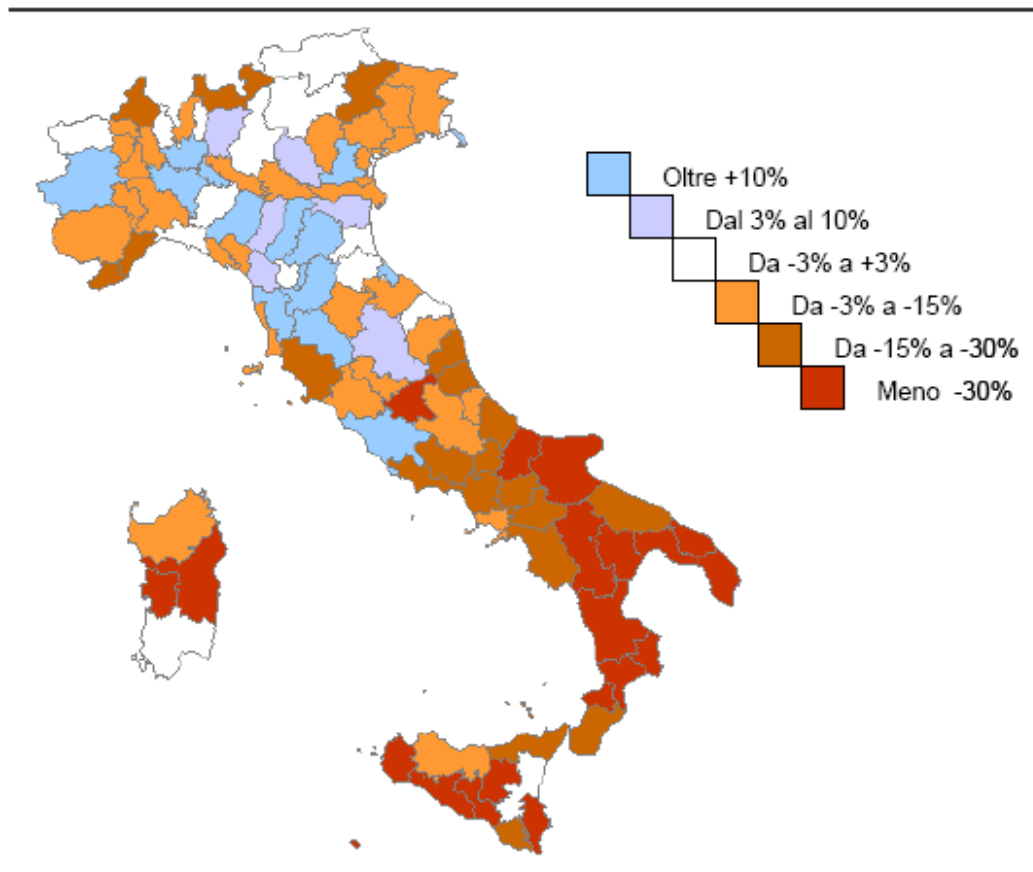 Oltre +10%
Dal 3% al 10%
Da -3% a +3%
Da -3% a -15%
Da -15% a -30%
Meno -30%